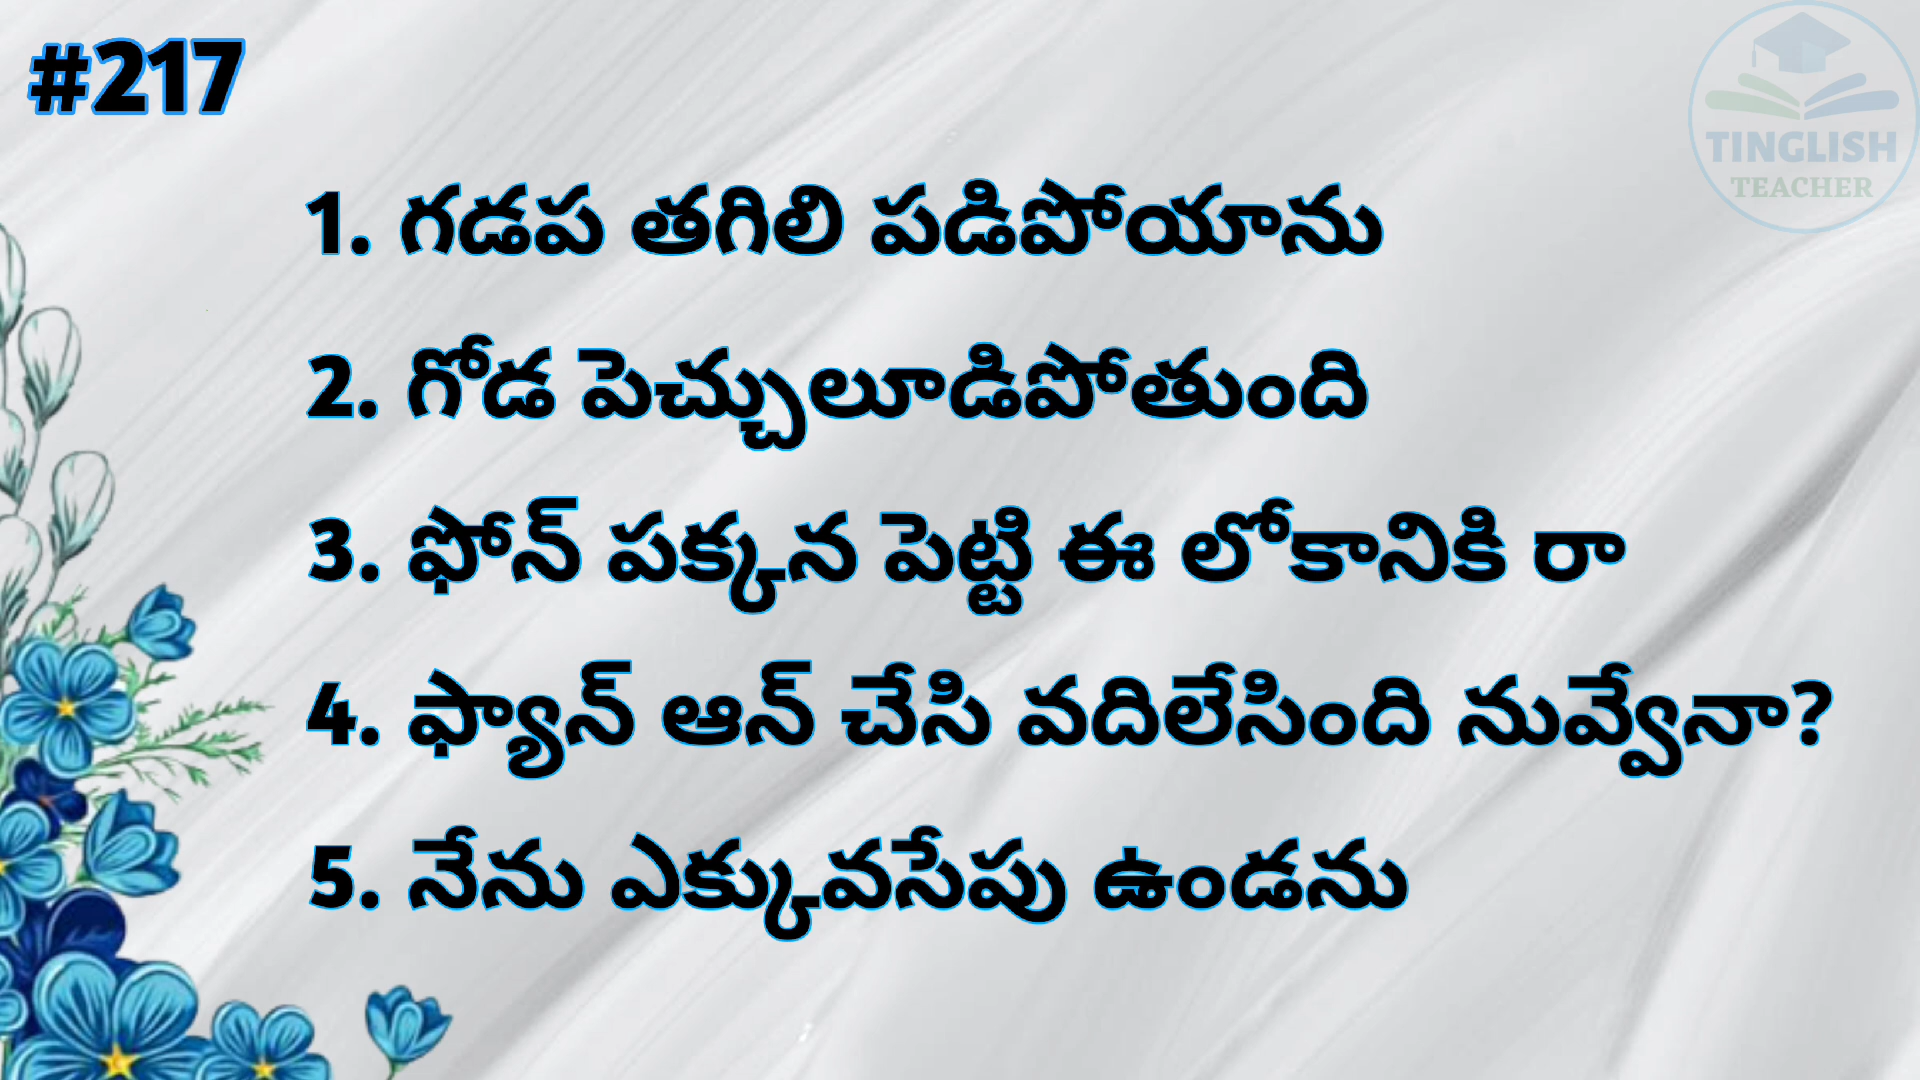 #217
TINGLISH
TEACHER
1. గడప తగిలి పడిపోయాను
2. గోడ పెచ్చులూడిపోతుంది
3. ఫోన్ పక్కన పెట్టి ఈ లోకానికి రా
4. ఫ్యాన్ ఆన్ చేసి వదిలేసింది నువ్వేనా?
5. నేను ఎక్కువసేపు ఉండను